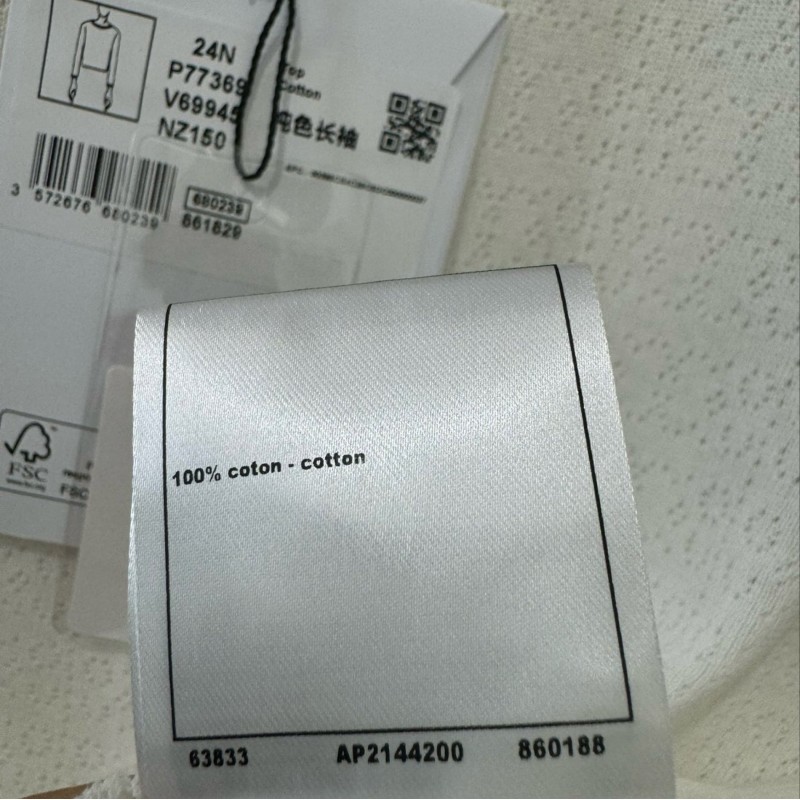 24N
P77369
Top
Cotton
V69945
纯色长袖
NZ150
3 572676 680239
680239
861829
FSC
FSC
100% coton - cotton
63833 AP2144200 860188